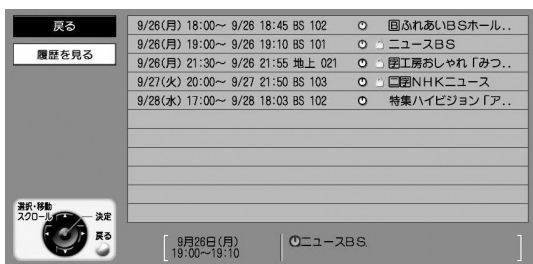 戻る
履歴を見る
9/26(月) 18:00～ 9/26 18:45 BS 102 回ふれあいBSホール..
9/26(月) 19:00～ 9/26 19:10 BS 101 ニュースBS
9/26(月) 21:30～ 9/26 21:55 地上 021 字工房おしゃれ「みつ..
9/27(火) 20:00～ 9/27 21:50 BS 103 二字NHKニュース
9/28(水) 17:00～ 9/28 18:03 BS 102 特集ハイビジョン「ア..
選択・移動
スクロール
決定
戻る
9月26日(月)
19:00～19:10
ニュースBS.